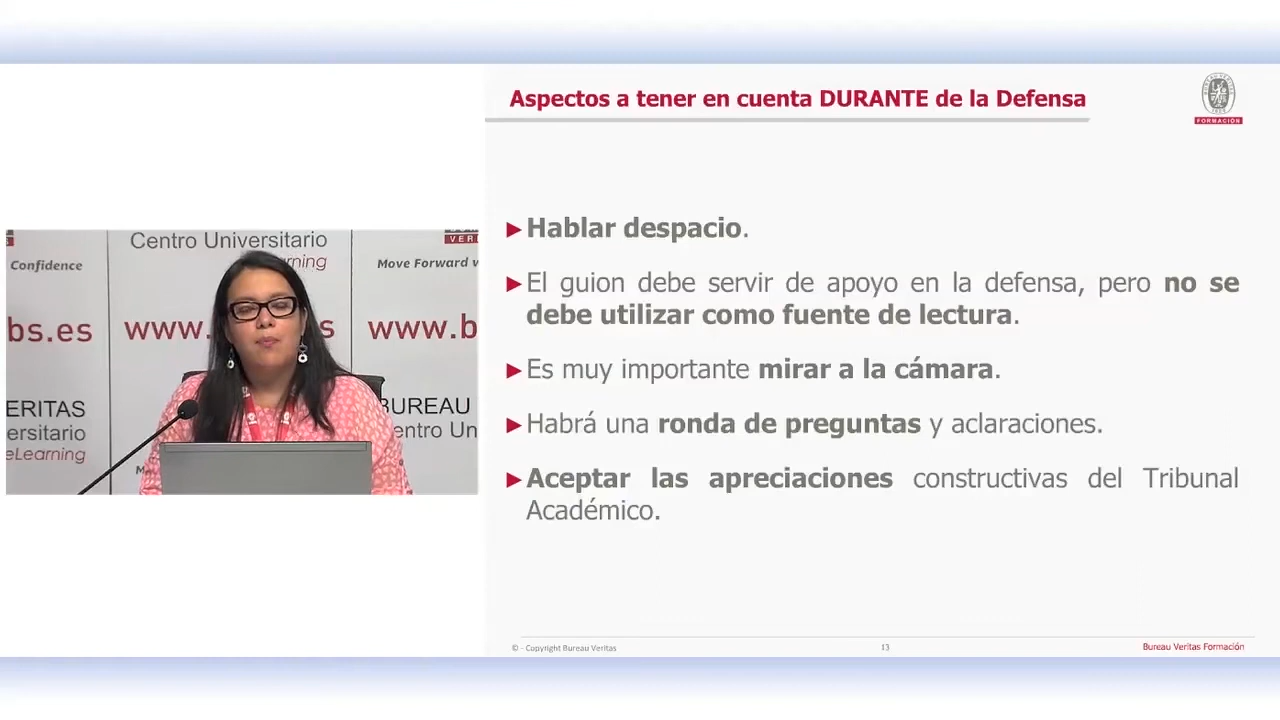 Aspectos a tener en cuenta DURANTE de la Defensa
FORMACIÓN
►Hablar despacio.
►El guion debe servir de apoyo en la defensa, pero no se
debe utilizar como fuente de lectura.
►Es muy importante mirar a la cámara.
►Habrá una ronda de preguntas y aclaraciones.
►Aceptar las apreciaciones constructivas del Tribunal
Académico.
© - Copyright Bureau Veritas
13
Bureau Veritas Formación
Centro Universitario
Confidence
Move Forward
bs.es
www.
s
www.b
ERITAS
ersitario
eLearning
BUREAU
entro Un